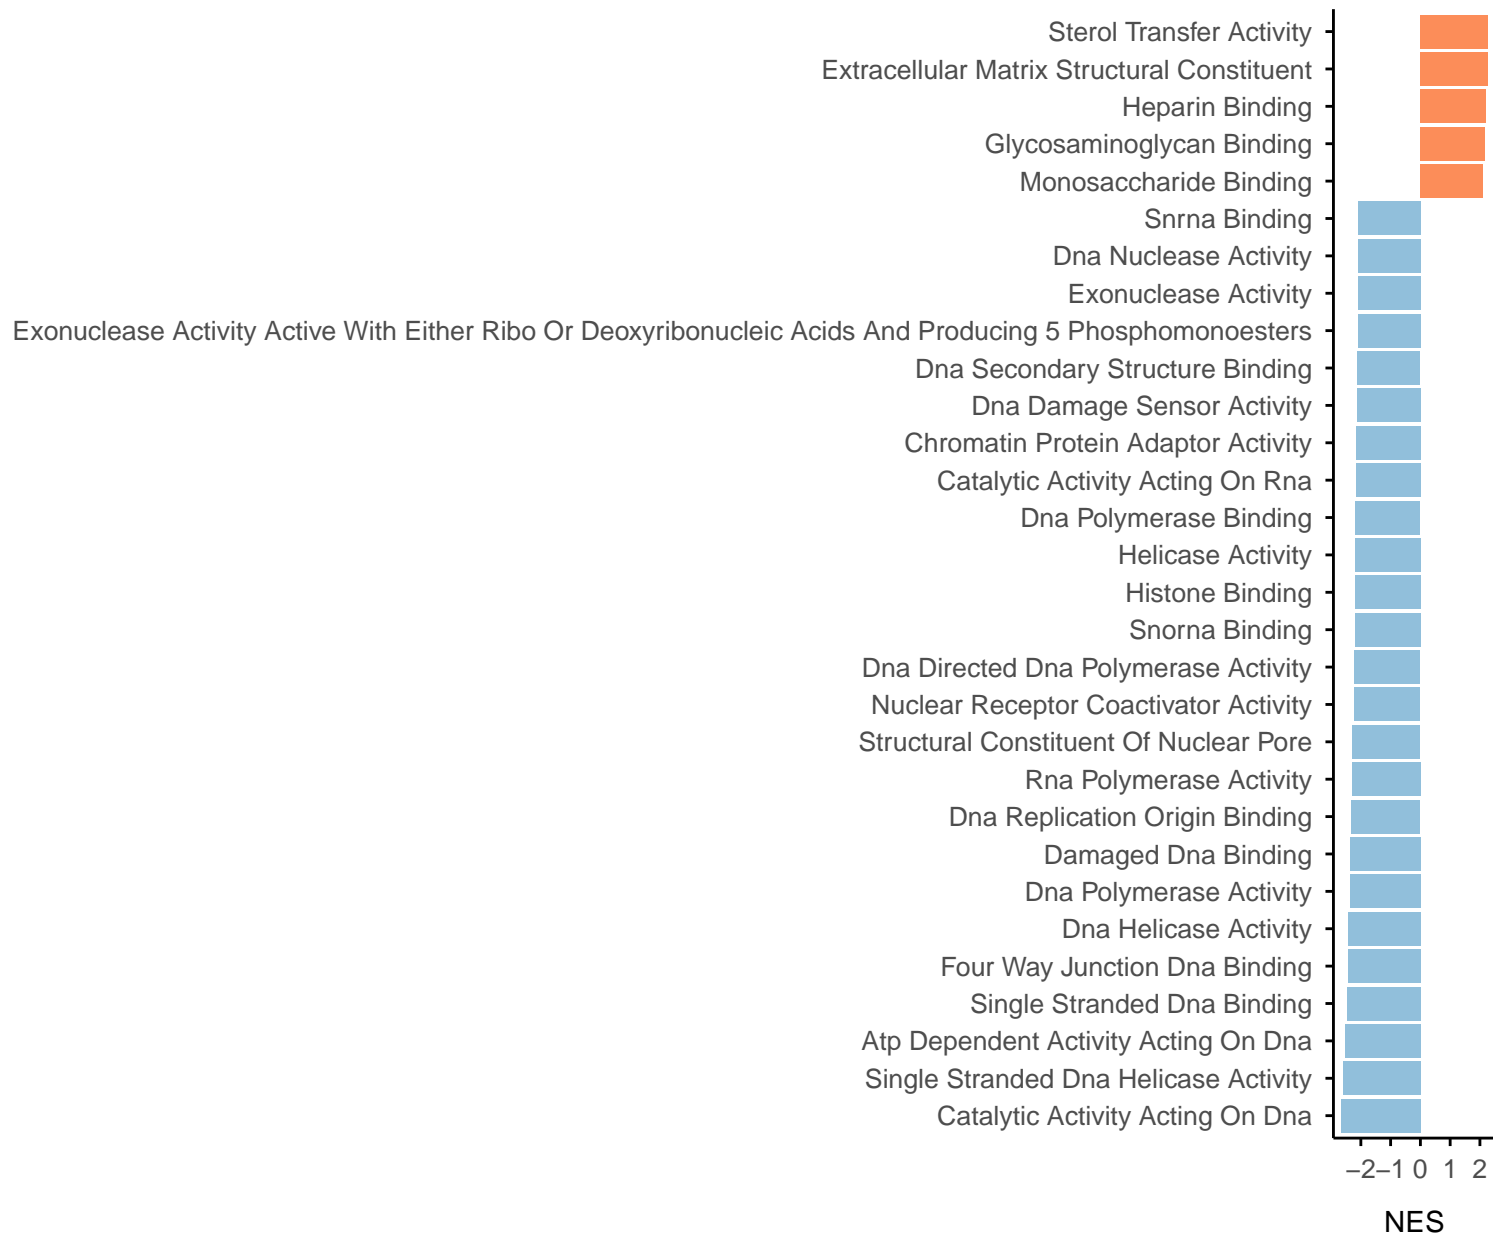 Sterol Transfer Activity
Extracellular Matrix Structural Constituent
Heparin Binding
Glycosaminoglycan Binding
Monosaccharide Binding
Snrna Binding
Dna Nuclease Activity
Exonuclease Activity
Exonuclease Activity Active With Either Ribo Or Deoxyribonucleic Acids And Producing 5 Phosphomonoesters
Dna Secondary Structure Binding
Dna Damage Sensor Activity
Chromatin Protein Adaptor Activity
Catalytic Activity Acting On Rna
Dna Polymerase Binding
Helicase Activity
Histone Binding
Snorna Binding
Dna Directed Dna Polymerase Activity
Nuclear Receptor Coactivator Activity
Structural Constituent Of Nuclear Pore
Rna Polymerase Activity
Dna Replication Origin Binding
Damaged Dna Binding
Dna Polymerase Activity
Dna Helicase Activity
Four Way Junction Dna Binding
Single Stranded Dna Binding
Atp Dependent Activity Acting On Dna
Single Stranded Dna Helicase Activity
Catalytic Activity Acting On Dna
−2 −1 0 1 2
NES